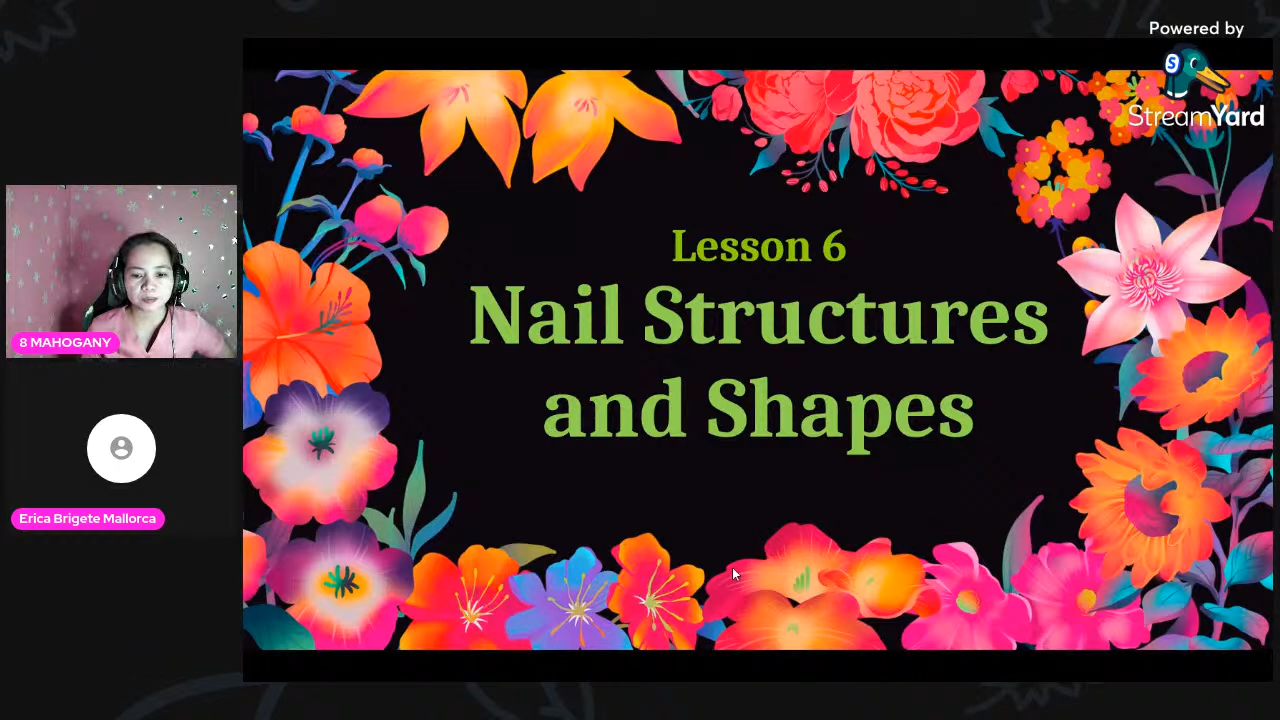 Powered by
S
StreamYard
Lesson 6
Nail Structures
and Shapes
8 MAHOGANY
Erica Brigete Mallorca